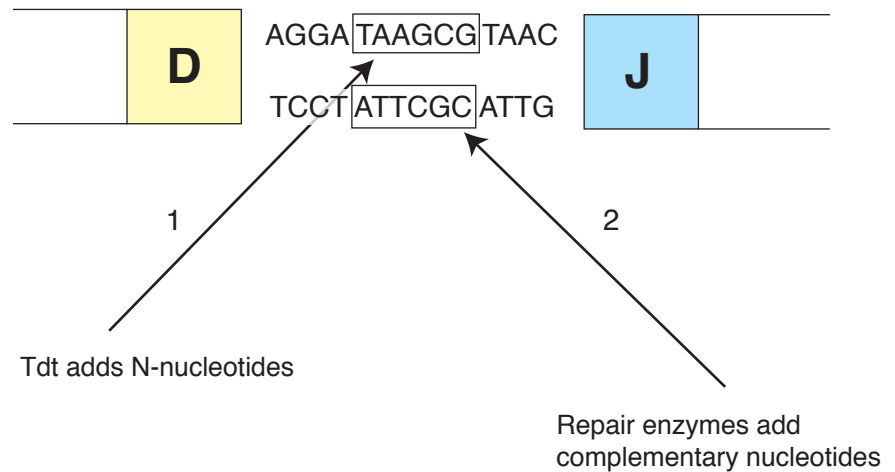 D AGGA TAAGCG TAAC J
TCCT ATTCGC ATTG
1 2
Tdt adds N-nucleotides
Repair enzymes add
complementary nucleotides